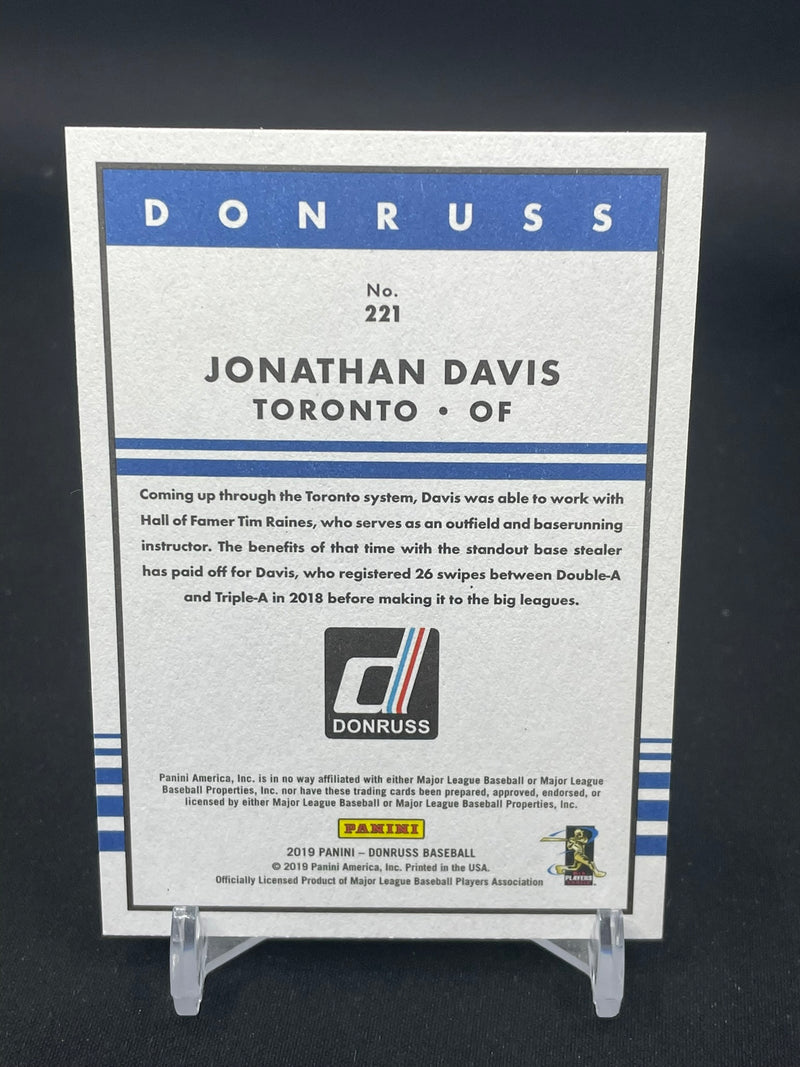 DONRUSS
No.
221
JONATHAN DAVIS
TORONTO • OF
Coming up through the Toronto system, Davis was able to work with
Hall of Famer Tim Raines, who serves as an outfield and baserunning
instructor. The benefits of that time with the standout base stealer
has paid off for Davis, who registered 26 swipes between Double-A
and Triple-A in 2018 before making it to the big leagues.
d
DONRUSS
Panini America, Inc. is in no way affiliated with either Major League Baseball or Major League
Baseball Properties, Inc. nor have these trading cards been prepared, approved, endorsed, or
licensed by either Major League Baseball or Major League Baseball Properties, Inc.
PANINI
2019 PANINI – DONRUSS BASEBALL
© 2019 Panini America, Inc. Printed in the USA.
Officially Licensed Product of Major League Baseball Players Association
PLAYERS